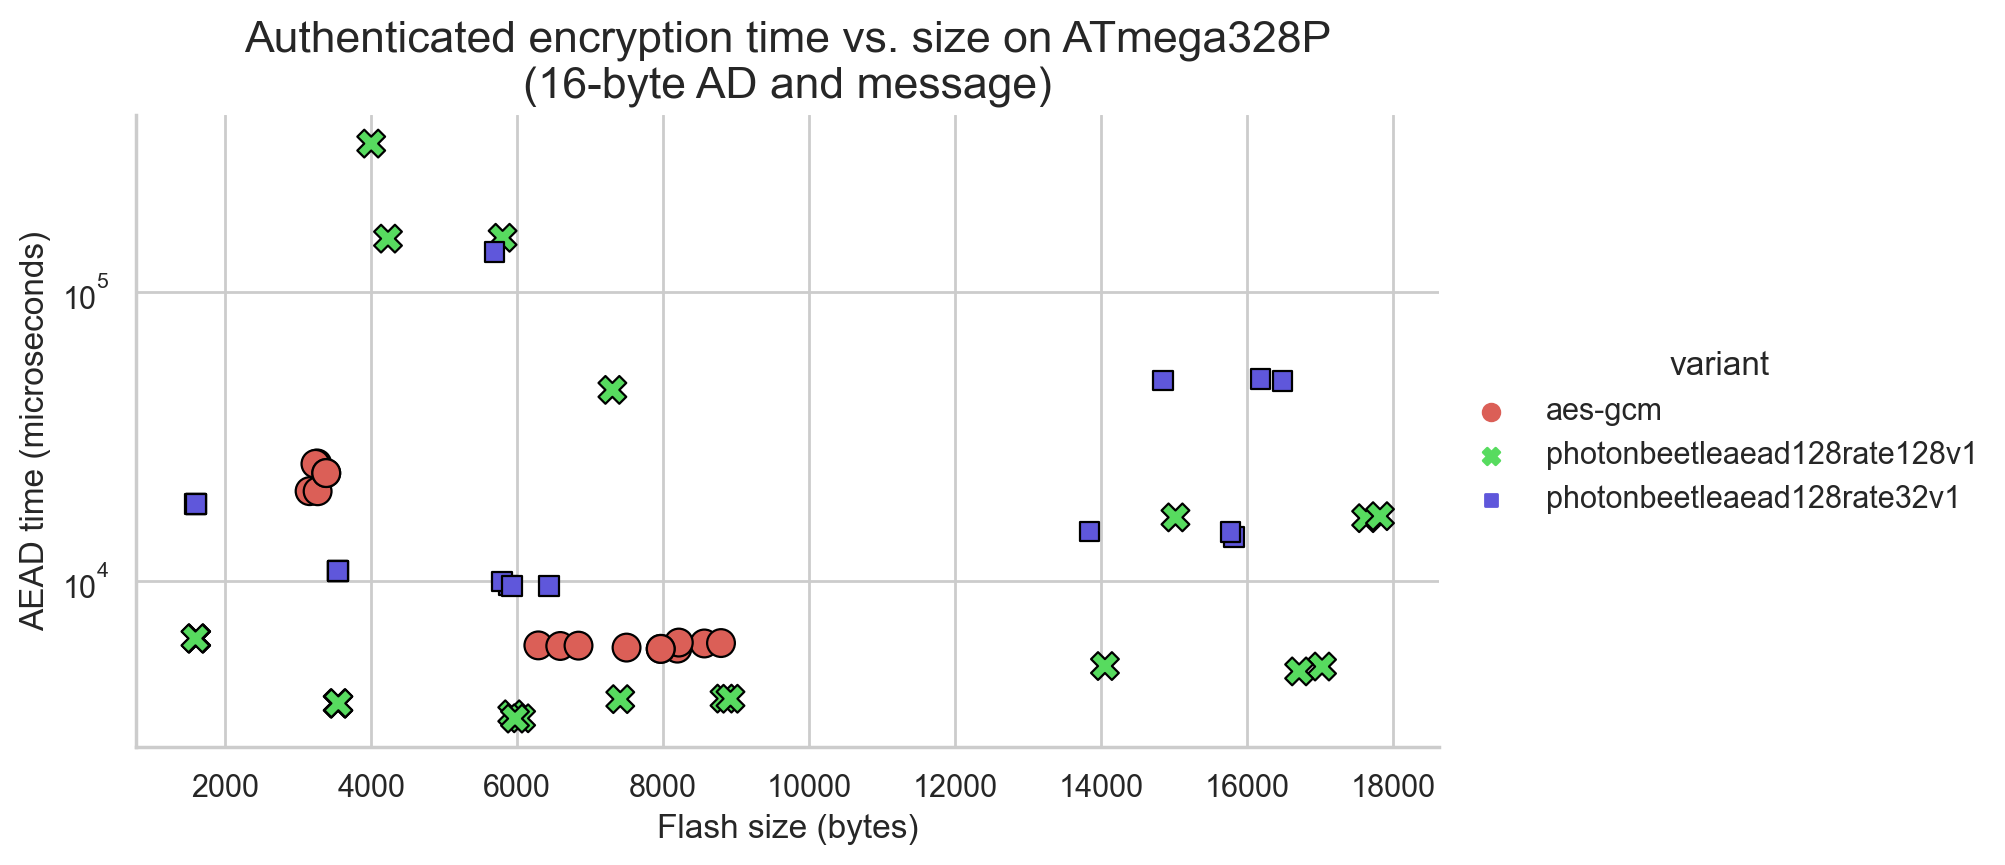 Authenticated encryption time vs. size on ATmega328P
(16-byte AD and message)
AEAD time (microseconds)
10^5
10^4
2000 4000 6000 8000 10000 12000 14000 16000 18000
Flash size (bytes)
variant
aes-gcm
photonbeetleaead128rate128v1
photonbeetleaead128rate32v1